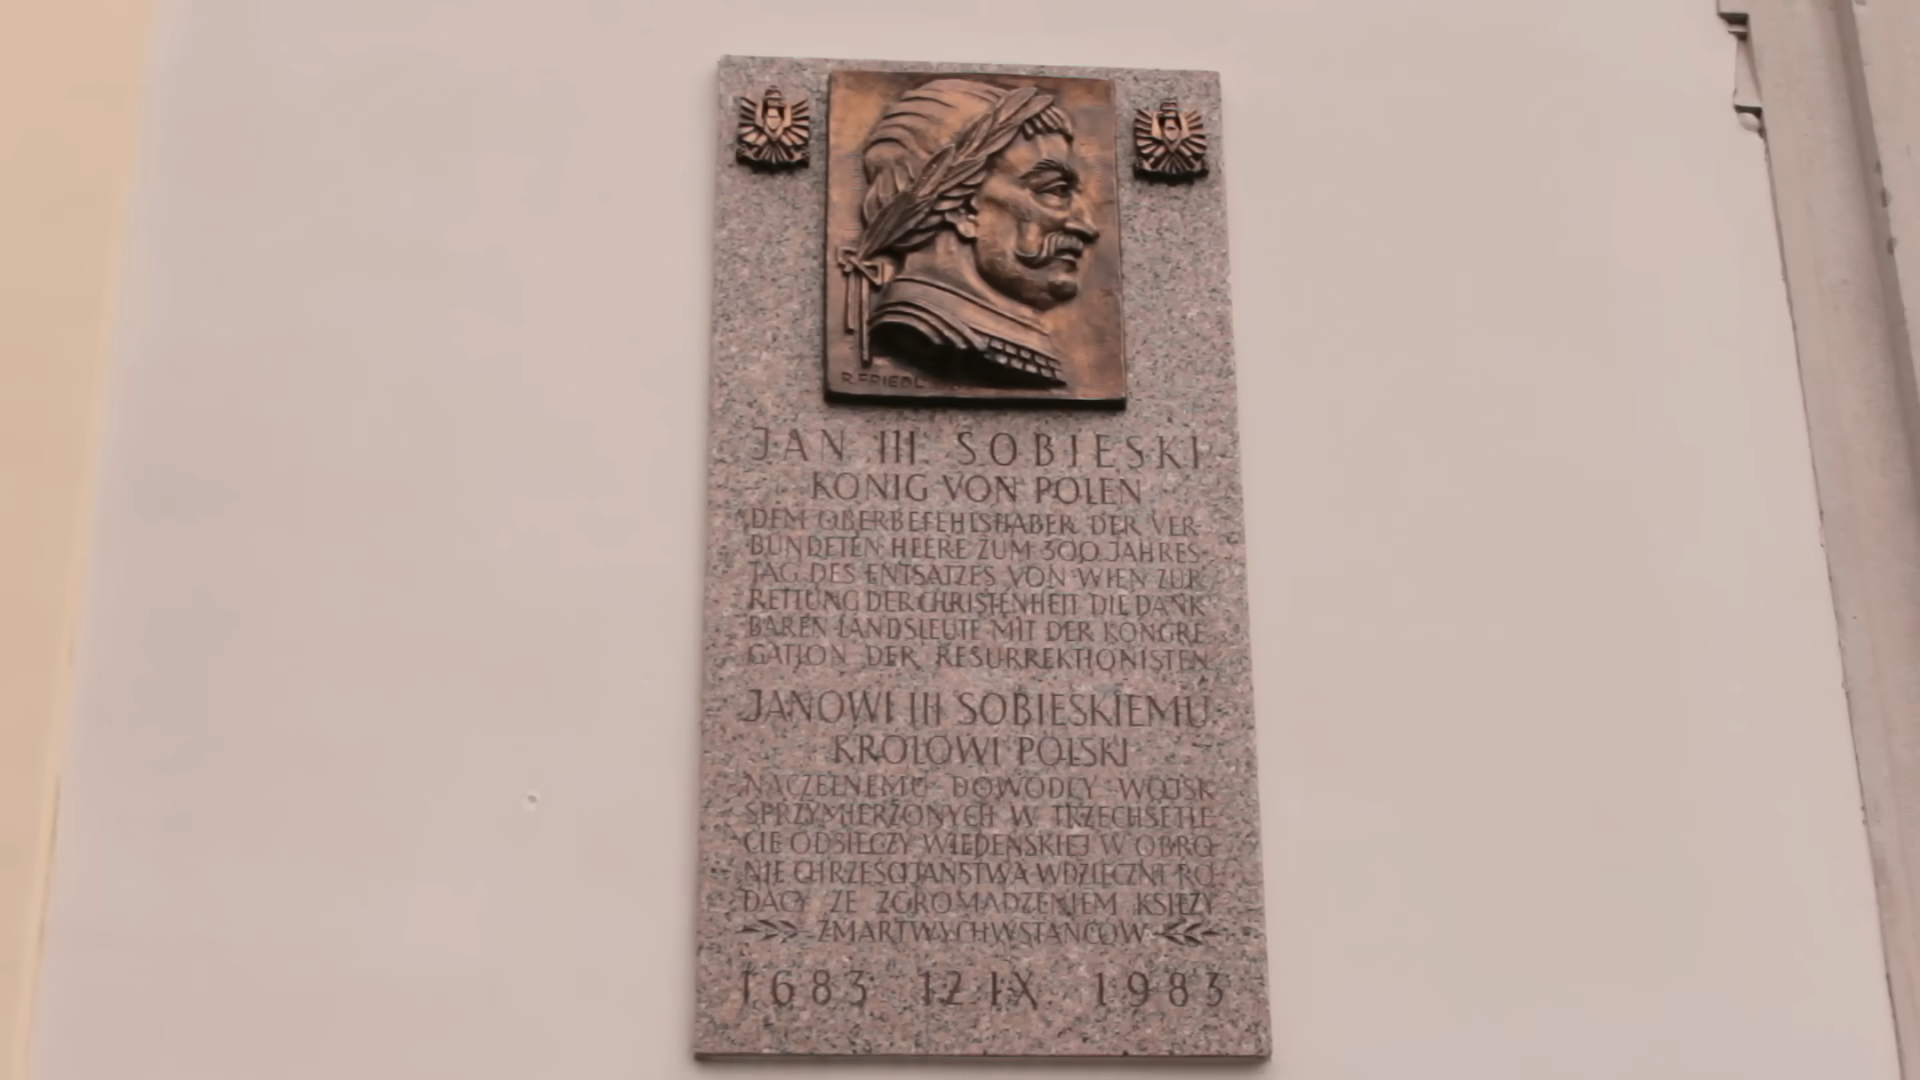 R. FRIEDL
JAN III. SOBIESKI
KÖNIG VON POLEN
DEM OBERBEFEHLSHABER DER VER-
BÜNDETEN HEERE ZUM 300. JAHRES-
TAG DES ENTSATZES VON WIEN ZUR
RETTUNG DER CHRISTENHEIT DIE DANK
BAREN LANDSLEUTE MIT DER KONGRE
GATION DER RESURREKTIONISTEN
JANOWI III SOBIESKIEMU
KRÓLOWI POLSKI
NACZELNEMU DOWÓDCY WOJSK
SPRZYMIERZONYCH W TRZECHSETLE
CIE ODSIECZY WIEDEŃSKIEJ W OBRO
NIE CHRZEŚCIJAŃSTWA WDZIĘCZNI RO
DACY ZE ZGROMADZENIEM KSIĘŻY
ZMARTWYCHWSTAŃCÓW
1683 12 IX 1983